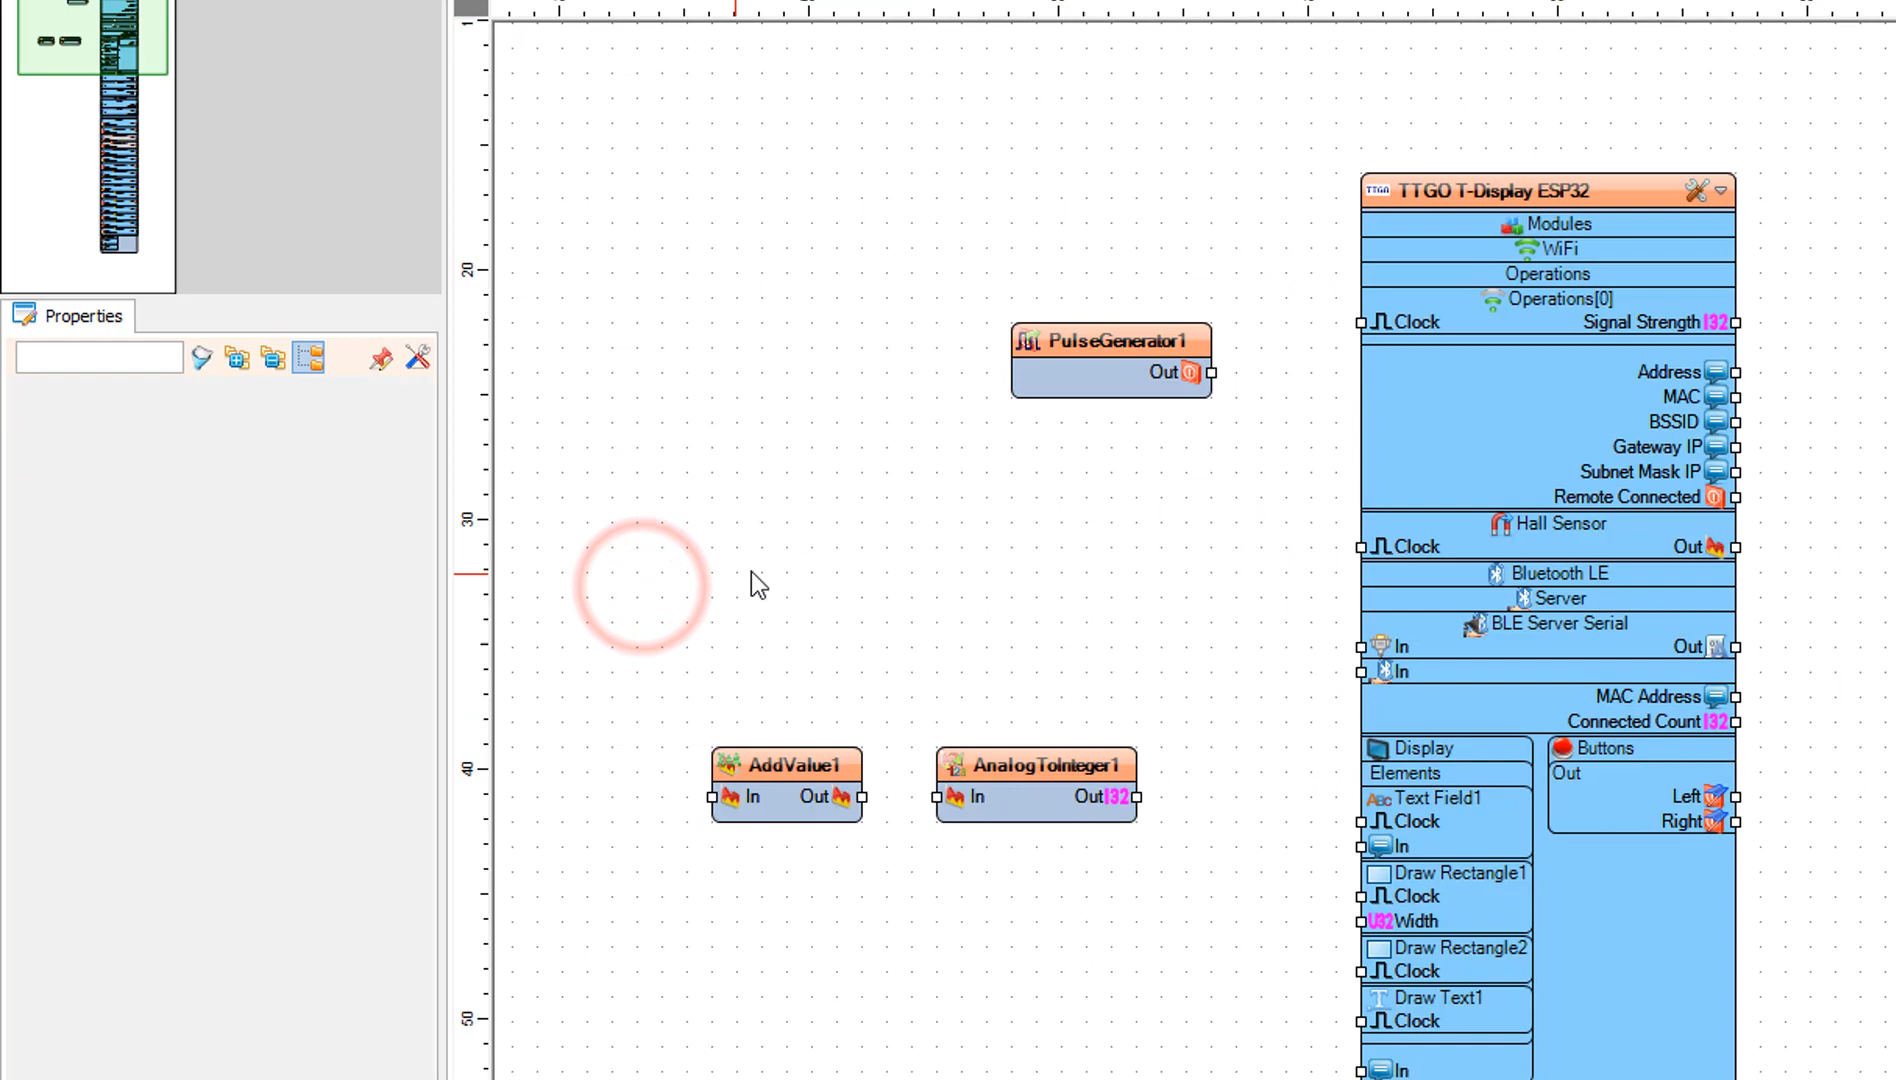 TTGO TTGO T-Display ESP32
Modules
WiFi
20
Operations
Operations[0]
Properties
Clock Signal Strength I32
PulseGenerator1
Out
Address
MAC
BSSID
Gateway IP
Subnet Mask IP
Remote Connected
30
Hall Sensor
Clock Out
Bluetooth LE
Server
BLE Server Serial
In Out
In
MAC Address
Connected Count I32
Display Buttons
40
AddValue1
AnalogToInteger1
Elements Out
In Out
In Out I32
Abc Text Field1 Left
Clock Right
In
Draw Rectangle1
Clock
U32 Width
Draw Rectangle2
Clock
Draw Text1
50
Clock
In